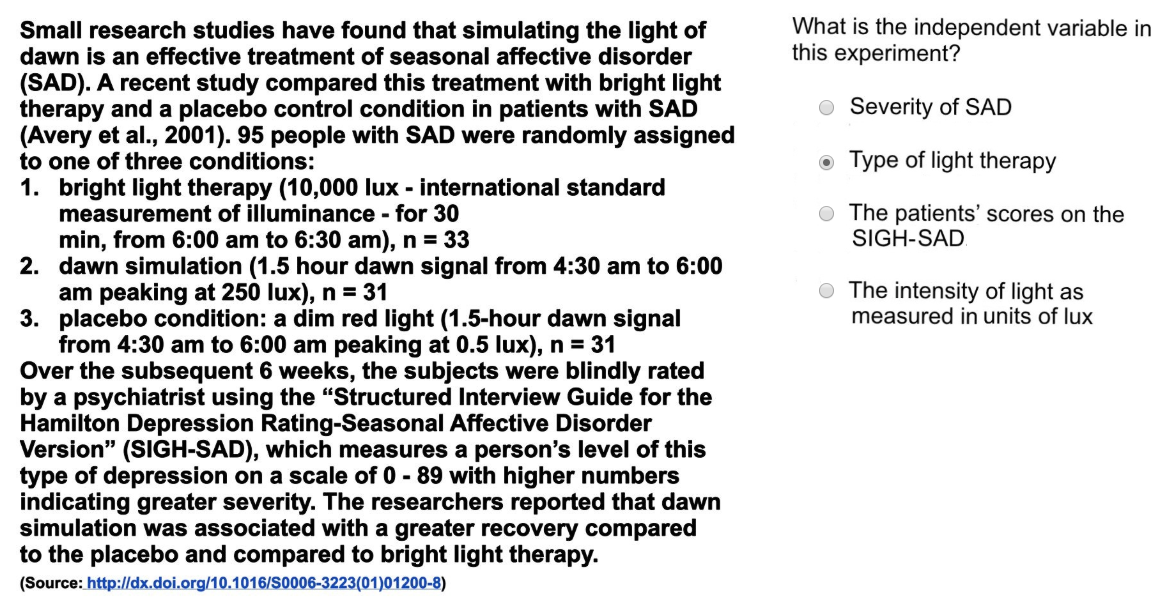 Small research studies have found that simulating the light of
dawn is an effective treatment of seasonal affective disorder
(SAD). A recent study compared this treatment with bright light
therapy and a placebo control condition in patients with SAD
(Avery et al., 2001). 95 people with SAD were randomly assigned
to one of three conditions:
1. bright light therapy (10,000 lux - international standard
measurement of illuminance - for 30
min, from 6:00 am to 6:30 am), n = 33
2. dawn simulation (1.5 hour dawn signal from 4:30 am to 6:00
am peaking at 250 lux), n = 31
3. placebo condition: a dim red light (1.5-hour dawn signal
from 4:30 am to 6:00 am peaking at 0.5 lux), n = 31
Over the subsequent 6 weeks, the subjects were blindly rated
by a psychiatrist using the “Structured Interview Guide for the
Hamilton Depression Rating-Seasonal Affective Disorder
Version” (SIGH-SAD), which measures a person’s level of this
type of depression on a scale of 0 - 89 with higher numbers
indicating greater severity. The researchers reported that dawn
simulation was associated with a greater recovery compared
to the placebo and compared to bright light therapy.
(Source: http://dx.doi.org/10.1016/S0006-3223(01)01200-8)
What is the independent variable in
this experiment?
Severity of SAD
Type of light therapy
The patients’ scores on the
SIGH-SAD
The intensity of light as
measured in units of lux